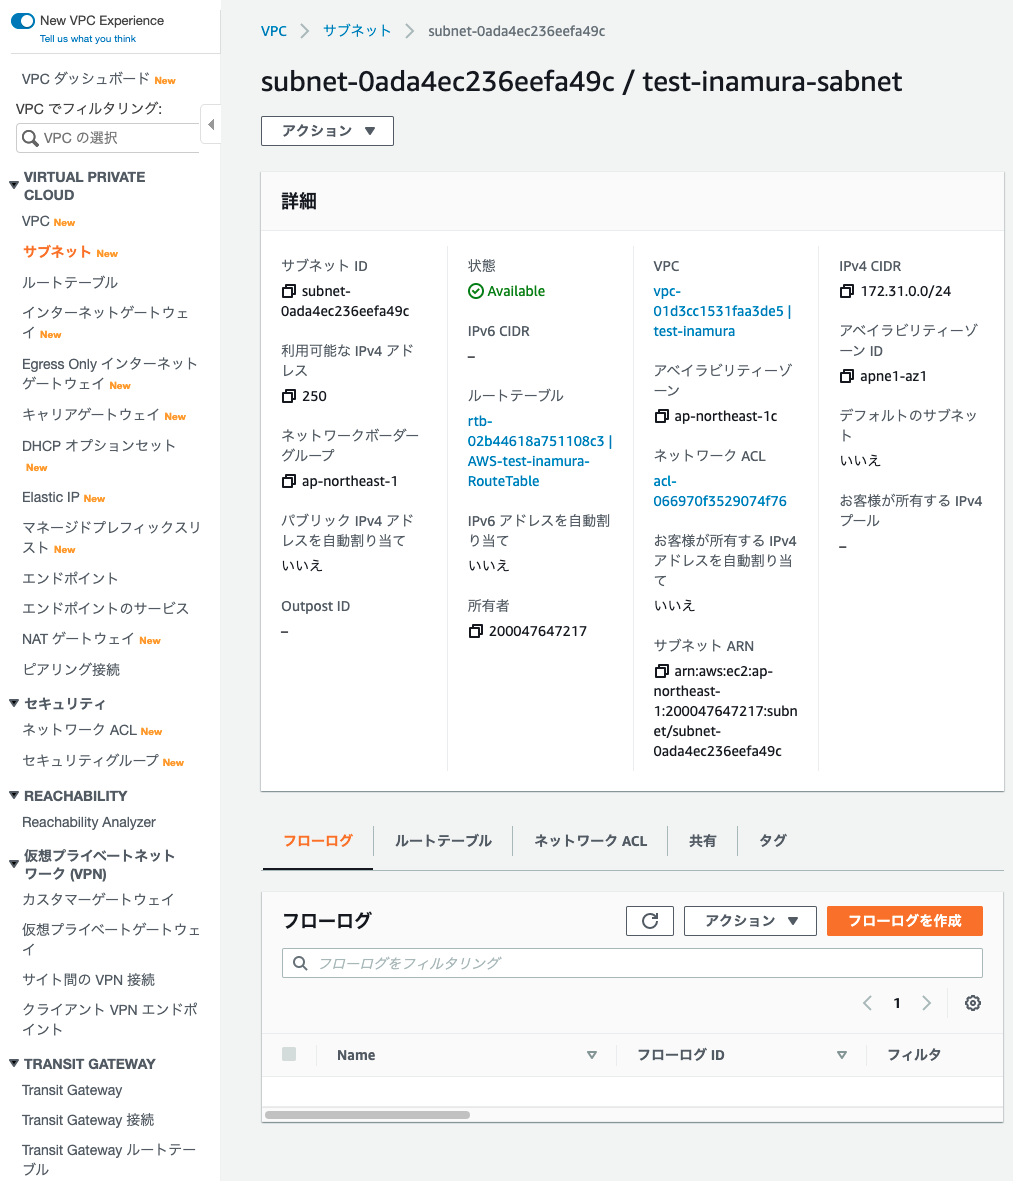 New VPC Experience
Tell us what you think
VPC ダッシュボード New
VPC でフィルタリング:
VPC の選択
VIRTUAL PRIVATE
CLOUD
VPC New
サブネット New
ルートテーブル
インターネットゲートウェ
イ New
Egress Only インターネット
ゲートウェイ New
キャリアゲートウェイ New
DHCP オプションセット
New
Elastic IP New
マネージドプレフィックスリ
スト New
エンドポイント
エンドポイントのサービス
NAT ゲートウェイ New
ピアリング接続
セキュリティ
ネットワーク ACL New
セキュリティグループ New
REACHABILITY
Reachability Analyzer
仮想プライベートネット
ワーク (VPN)
カスタマーゲートウェイ
仮想プライベートゲートウェ
イ
サイト間の VPN 接続
クライアント VPN エンドポ
イント
TRANSIT GATEWAY
Transit Gateway
Transit Gateway 接続
Transit Gateway ルートテー
ブル
VPC
サブネット
subnet-0ada4ec236eefa49c
subnet-0ada4ec236eefa49c / test-inamura-sabnet
アクション
詳細
サブネット ID
subnet-
0ada4ec236eefa49c
利用可能な IPv4 アド
レス
250
ネットワークボーダー
グループ
ap-northeast-1
パブリック IPv4 アド
レスを自動割り当て
いいえ
Outpost ID
–
状態
Available
IPv6 CIDR
–
ルートテーブル
rtb-
02b44618a751108c3 |
AWS-test-inamura-
RouteTable
IPv6 アドレスを自動割
り当て
いいえ
所有者
200047647217
VPC
vpc-
01d3cc1531faa3de5 |
test-inamura
アベイラビリティーゾ
ーン
ap-northeast-1c
ネットワーク ACL
acl-
066970f3529074f76
お客様が所有する IPv4
アドレスを自動割り当
て
いいえ
サブネット ARN
arn:aws:ec2:ap-
northeast-
1:200047647217:subn
et/subnet-
0ada4ec236eefa49c
IPv4 CIDR
172.31.0.0/24
アベイラビリティーゾ
ーン ID
apne1-az1
デフォルトのサブネッ
ト
いいえ
お客様が所有する IPv4
プール
–
フローログ
ルートテーブル
ネットワーク ACL
共有
タグ
フローログ
アクション
フローログを作成
フローログをフィルタリング
1
Name
フローログ ID
フィルタ